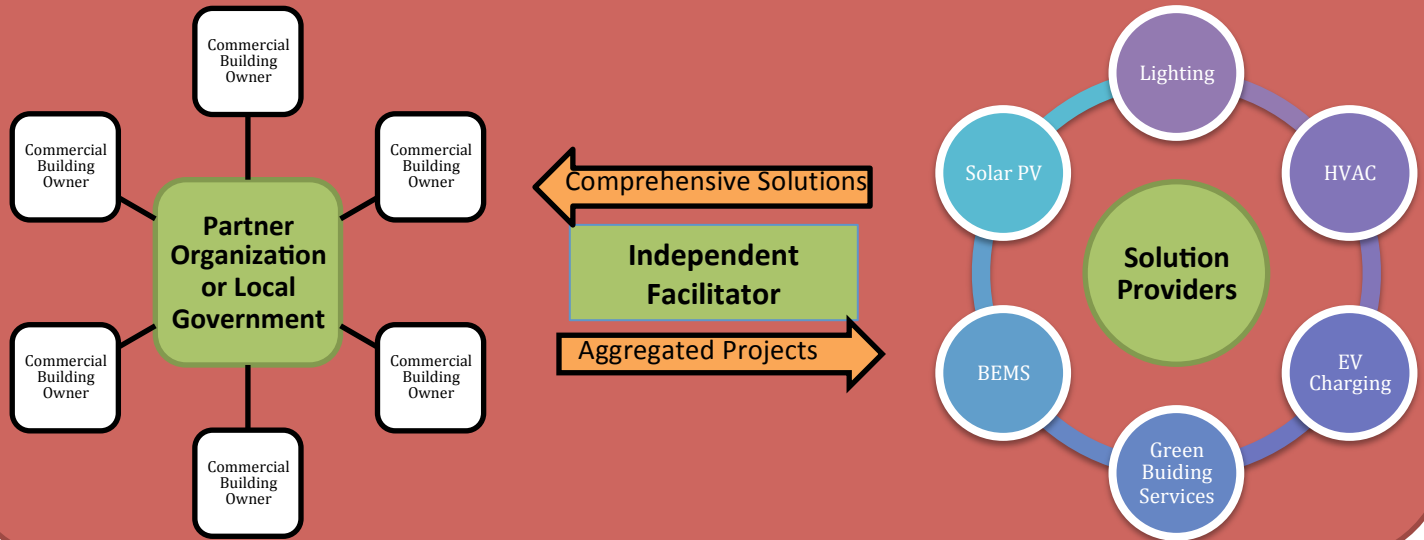 Commercial
Building
Owner
Commercial
Building
Owner
Commercial
Building
Owner
Partner
Organization
or Local
Government
Commercial
Building
Owner
Commercial
Building
Owner
Commercial
Building
Owner
Comprehensive Solutions
Independent
Facilitator
Aggregated Projects
Lighting
Solar PV
HVAC
Solution
Providers
BEMS
EV
Charging
Green
Buiding
Services